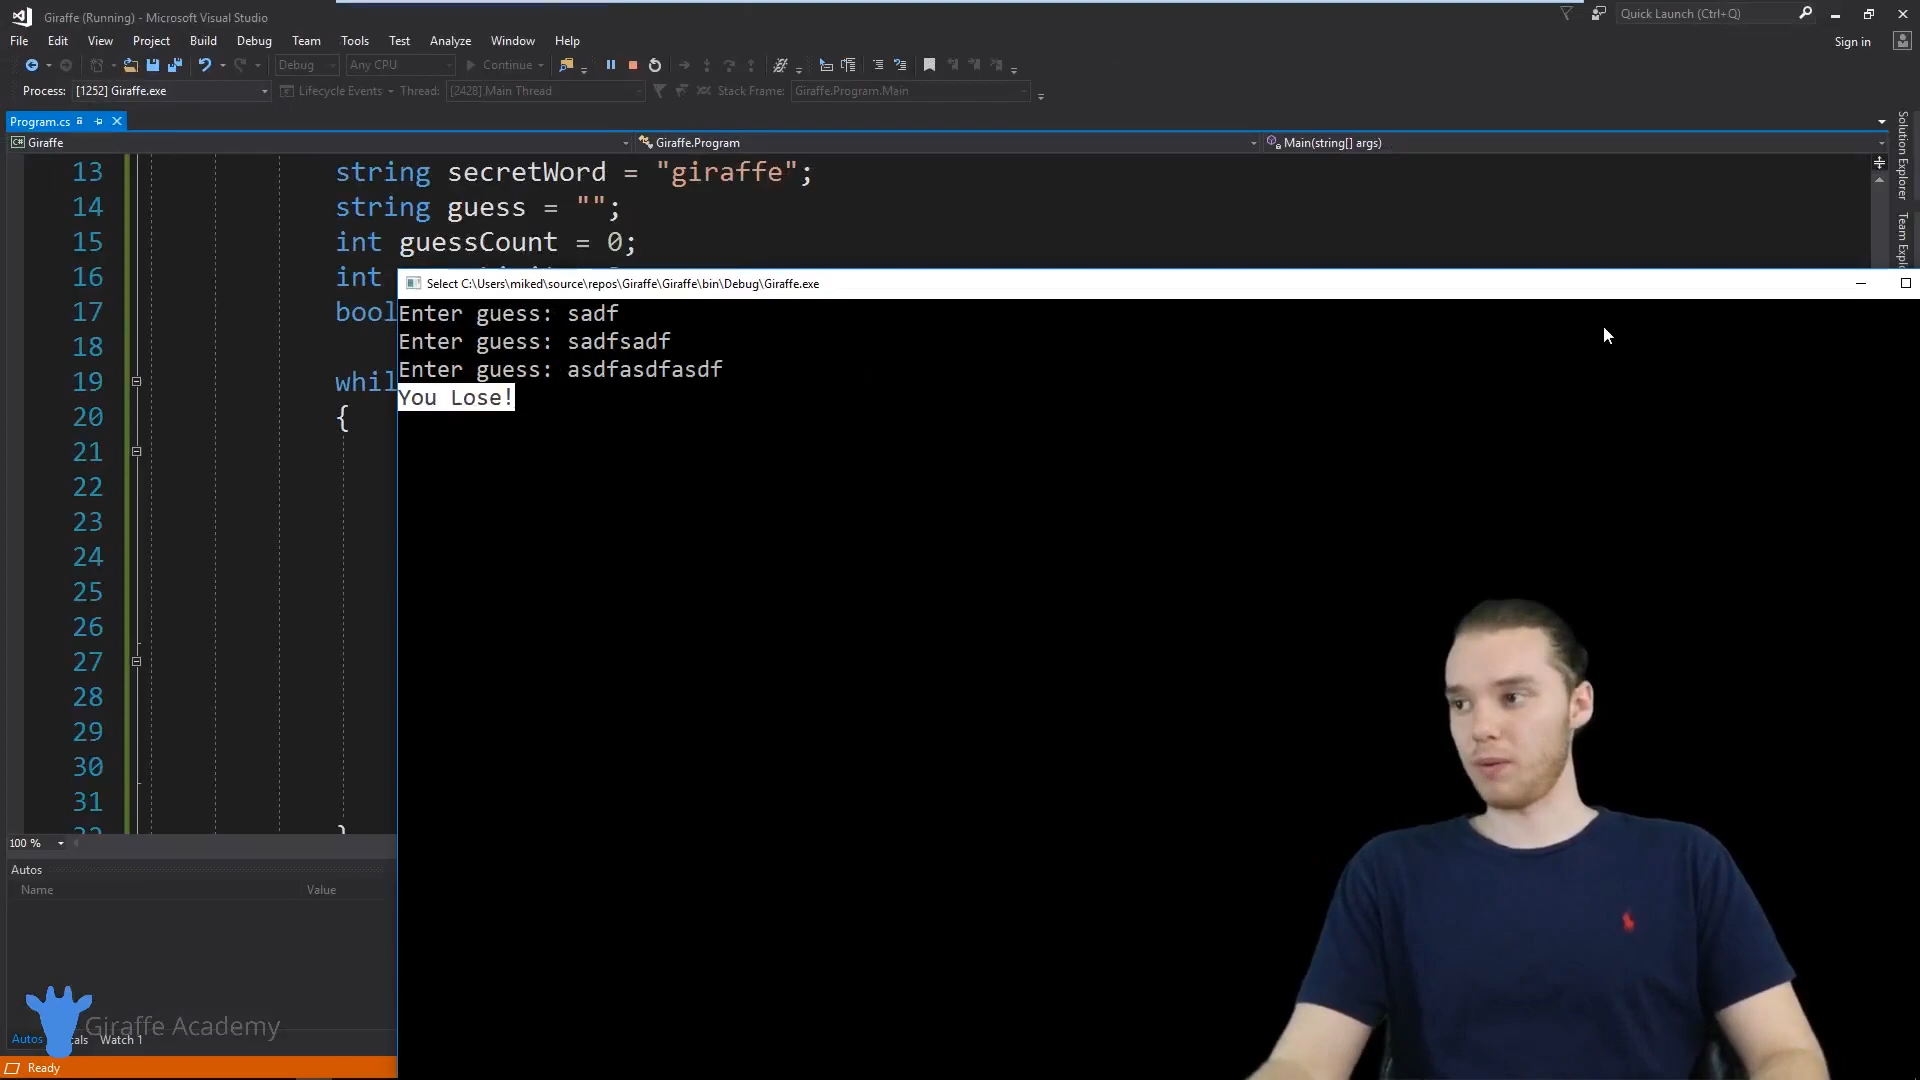 Giraffe (Running) - Microsoft Visual Studio
Quick Launch (Ctrl+Q)
File Edit View Project Build Debug Team Tools Test Analyze Window Help
Sign in
Debug Any CPU Continue
Process: [1252] Giraffe.exe Lifecycle Events Thread: [2428] Main Thread Stack Frame: Giraffe.Program.Main
Program.cs
Giraffe Giraffe.Program Main(string[] args)
Solution Explorer
13 string secretWord = "giraffe";
14 string guess = "";
15 int guessCount = 0;
16 int
17 bool
18
19
20 {
21
22
23
24
25
26
27
28
29
30
31
Select C:\Users\miked\source\repos\Giraffe\Giraffe\bin\Debug\Giraffe.exe
Enter guess: sadf
Enter guess: sadfsadf
Enter guess: asdfasdfasdf
You Lose!
100 %
Autos
Name Value
Giraffe Academy
Autos Watch 1
Ready